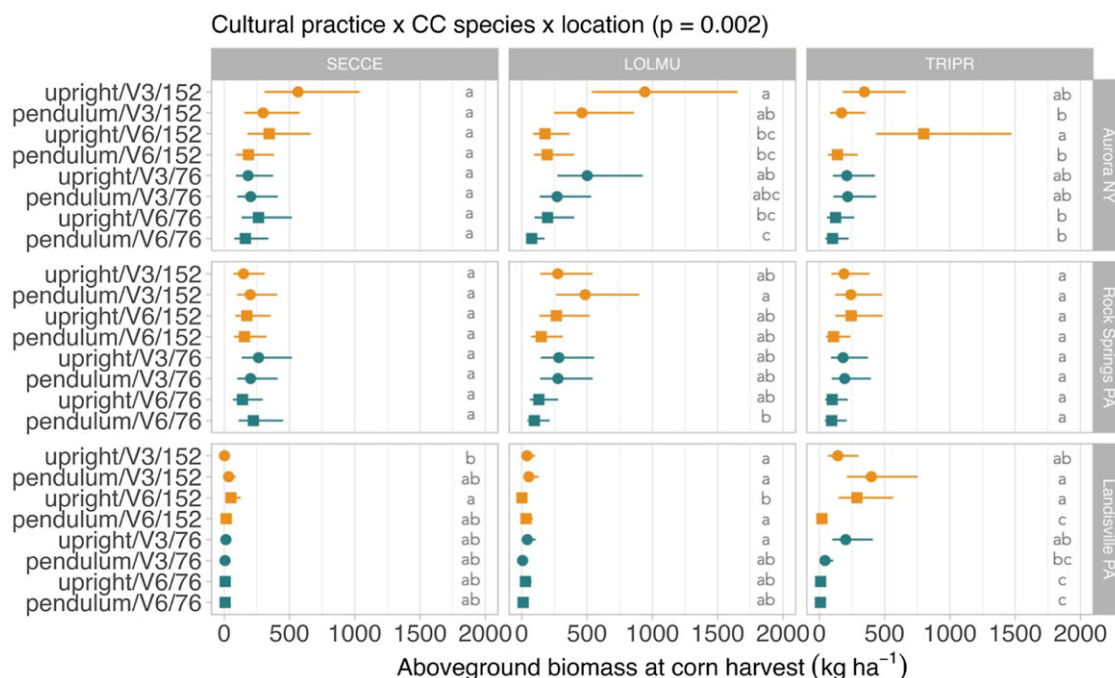 Cultural practice x CC species x location (p = 0.002)
SECCE LOLMU TRIPR
upright/V3/152 a a ab
pendulum/V3/152 a ab b
upright/V6/152 a bc a
pendulum/V6/152 a bc b
upright/V3/76 a ab ab
pendulum/V3/76 a abc ab
upright/V6/76 a bc b
pendulum/V6/76 a c b
Aurora NY
upright/V3/152 a ab a
pendulum/V3/152 a a a
upright/V6/152 a ab a
pendulum/V6/152 a ab a
upright/V3/76 a ab a
pendulum/V3/76 a ab a
upright/V6/76 a ab a
pendulum/V6/76 a b a
Rock Springs PA
upright/V3/152 b a ab
pendulum/V3/152 ab a a
upright/V6/152 a b a
pendulum/V6/152 ab a c
upright/V3/76 ab a ab
pendulum/V3/76 ab ab bc
upright/V6/76 ab ab c
pendulum/V6/76 ab ab c
Landisville PA
0 500 1000 1500 2000 0 500 1000 1500 2000 0 500 1000 1500 2000
Aboveground biomass at corn harvest (kg ha⁻¹)